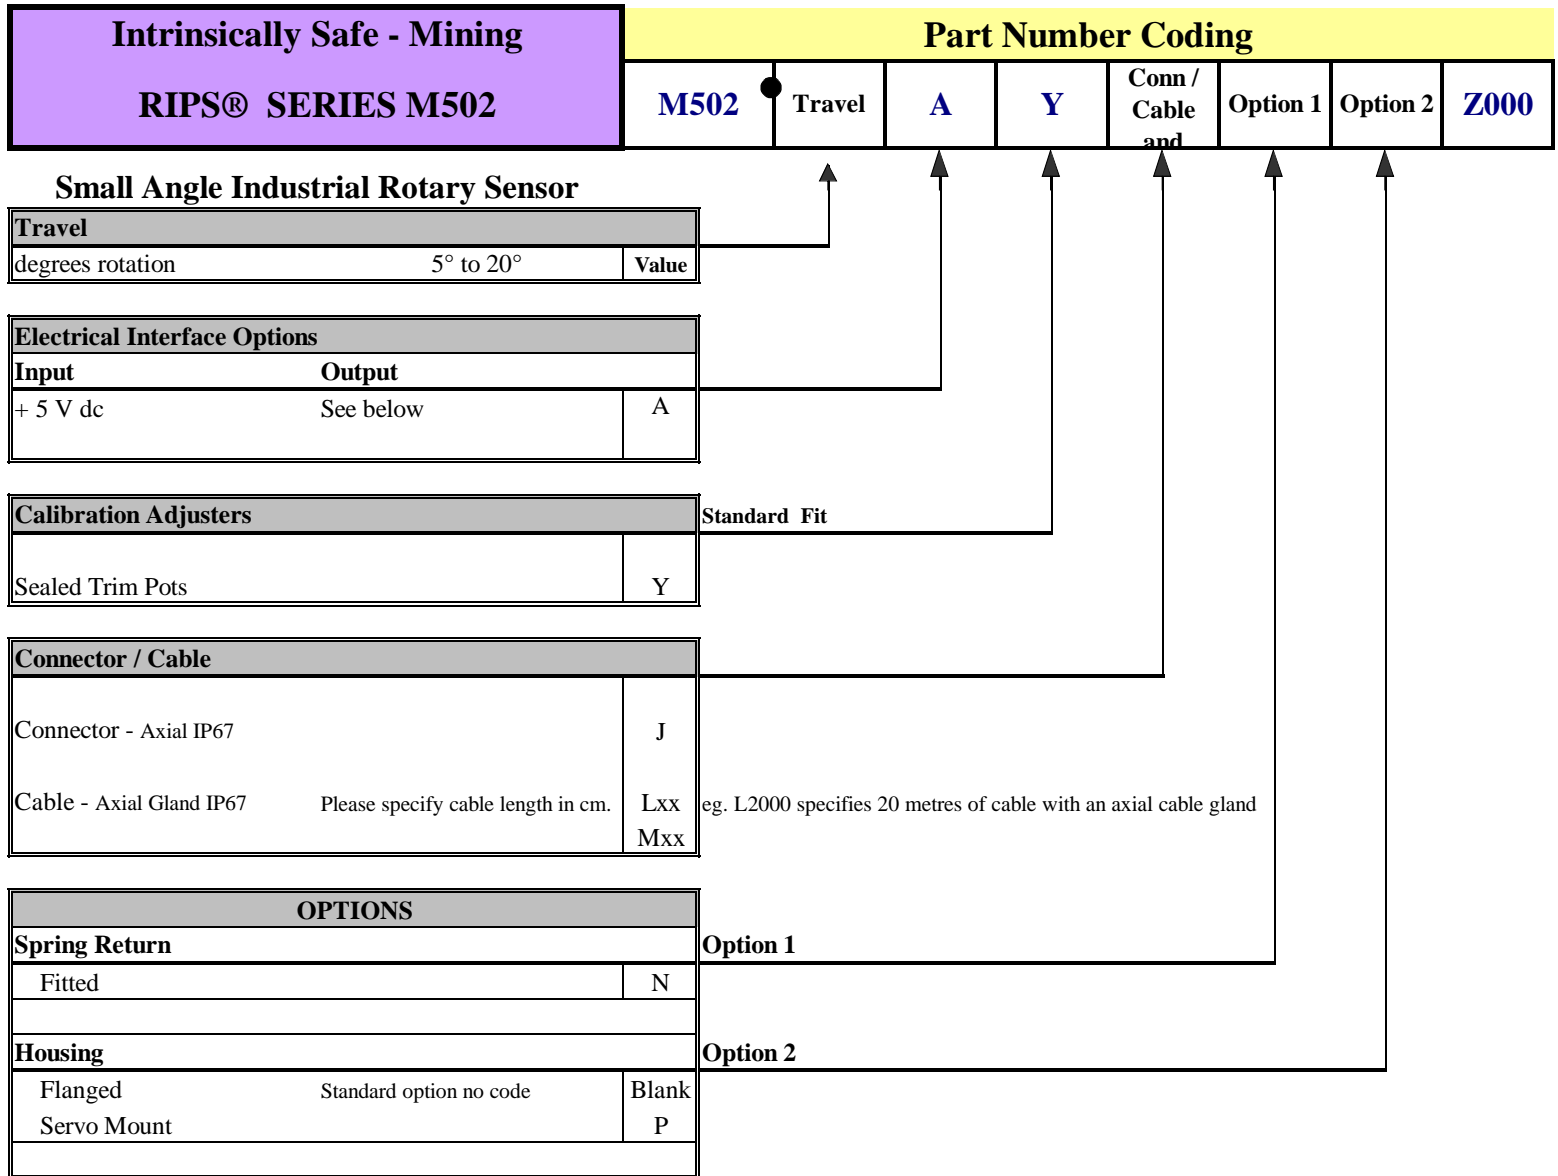 Intrinsically Safe - Mining
RIPS® SERIES M502
Part Number Coding
M502 Travel A Y Conn / Cable and Option 1 Option 2 Z000
Small Angle Industrial Rotary Sensor
Travel
degrees rotation 5° to 20° Value
Electrical Interface Options
Input Output
+ 5 V dc See below A
Calibration Adjusters Standard Fit
Sealed Trim Pots Y
Connector / Cable
Connector - Axial IP67 J
Cable - Axial Gland IP67 Please specify cable length in cm. Lxx eg. L2000 specifies 20 metres of cable with an axial cable gland
Mxx
OPTIONS
Spring Return Option 1
Fitted N
Housing Option 2
Flanged Standard option no code Blank
Servo Mount P